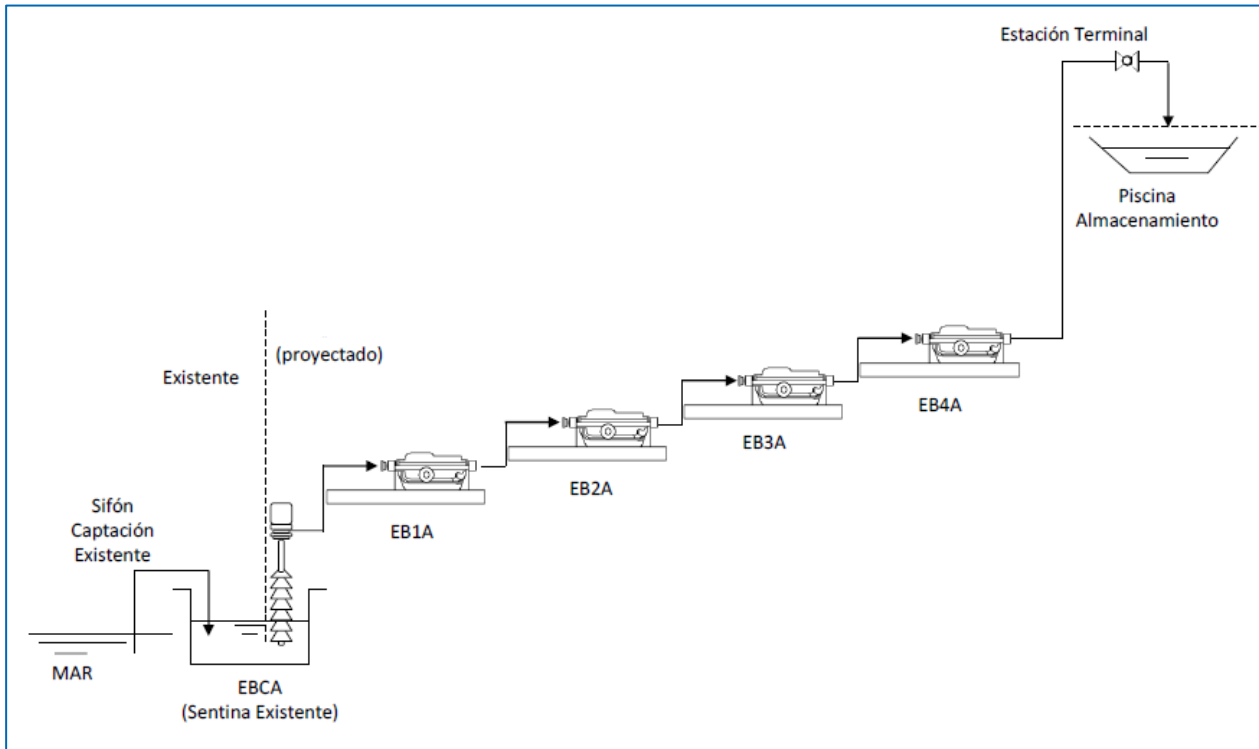 Estación Terminal
Piscina
Almacenamiento
(proyectado)
Existente
EB4A
EB3A
EB2A
EB1A
Sifón
Captación
Existente
MAR
EBCA
(Sentina Existente)